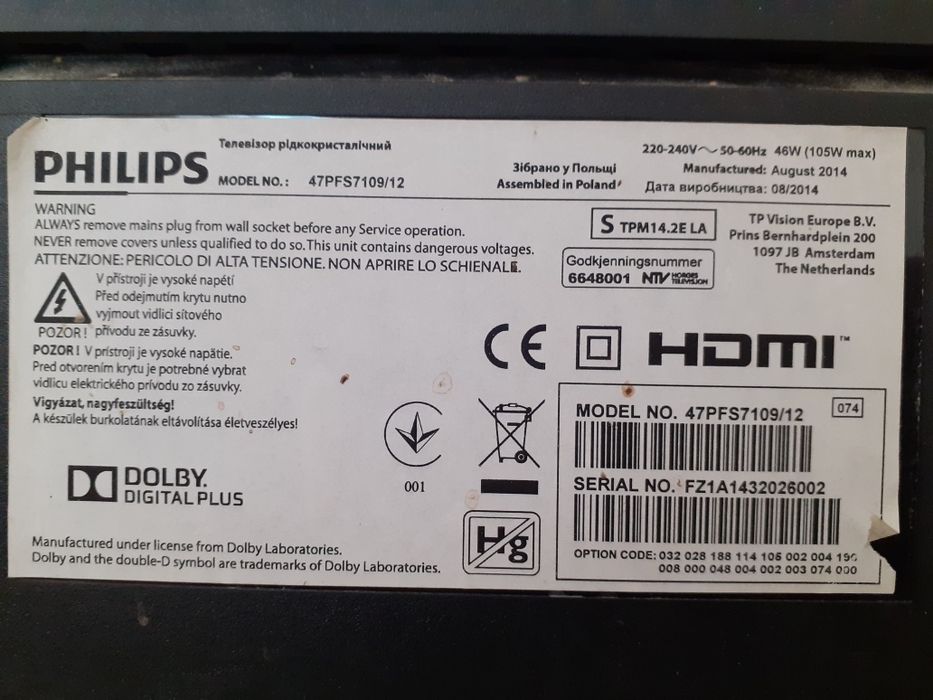 PHILIPS
Телевізор рідкокристалічний
MODEL NO.: 47PFS7109/12
Зібрано у Польщі
Assembled in Poland
220-240V～ 50-60Hz 46W (105W max)
Manufactured: August 2014
Дата виробництва: 08/2014
WARNING
ALWAYS remove mains plug from wall socket before any Service operation.
NEVER remove covers unless qualified to do so. This unit contains dangerous voltages.
ATTENZIONE: PERICOLO DI ALTA TENSIONE. NON APRIRE LO SCHIENALE.
S TPM14.2E LA
TP Vision Europe B.V.
Prins Bernhardplein 200
1097 JB Amsterdam
The Netherlands
Godkjenningsnummer
6648001 NTV NORGES
TELEVISJON
V přístroji je vysoké napětí
Před odejmutím krytu nutno
vyjmout vidlici síťového
POZOR! přívodu ze zásuvky.
POZOR! V prístroji je vysoké napätie.
Pred otvorením krytu je potrebné vybrat
vidlicu elektrického prívodu zo zásuvky.
Vigyázat, nagyfeszültség!
A készülek burkolatának eltávolítása életveszélyes!
CE
HDMI™
001
DOLBY
DIGITAL PLUS
Hg
MODEL NO. 47PFS7109/12
074
SERIAL NO. FZ1A1432026002
OPTION CODE: 032 028 188 114 106 002 004
008 000 048 004 002 003 074 000
Manufactured under license from Dolby Laboratories.
Dolby and the double-D symbol are trademarks of Dolby Laboratories.